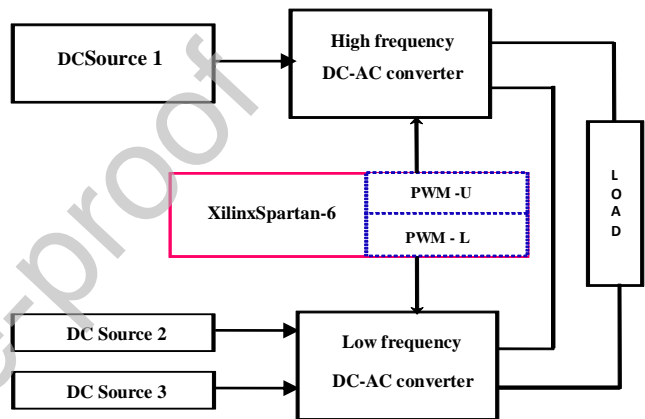 DCSource 1
High frequency
DC-AC converter
XilinxSpartan-6
PWM -U
PWM - L
L
O
A
D
DC Source 2
DC Source 3
Low frequency
DC-AC converter
-proof